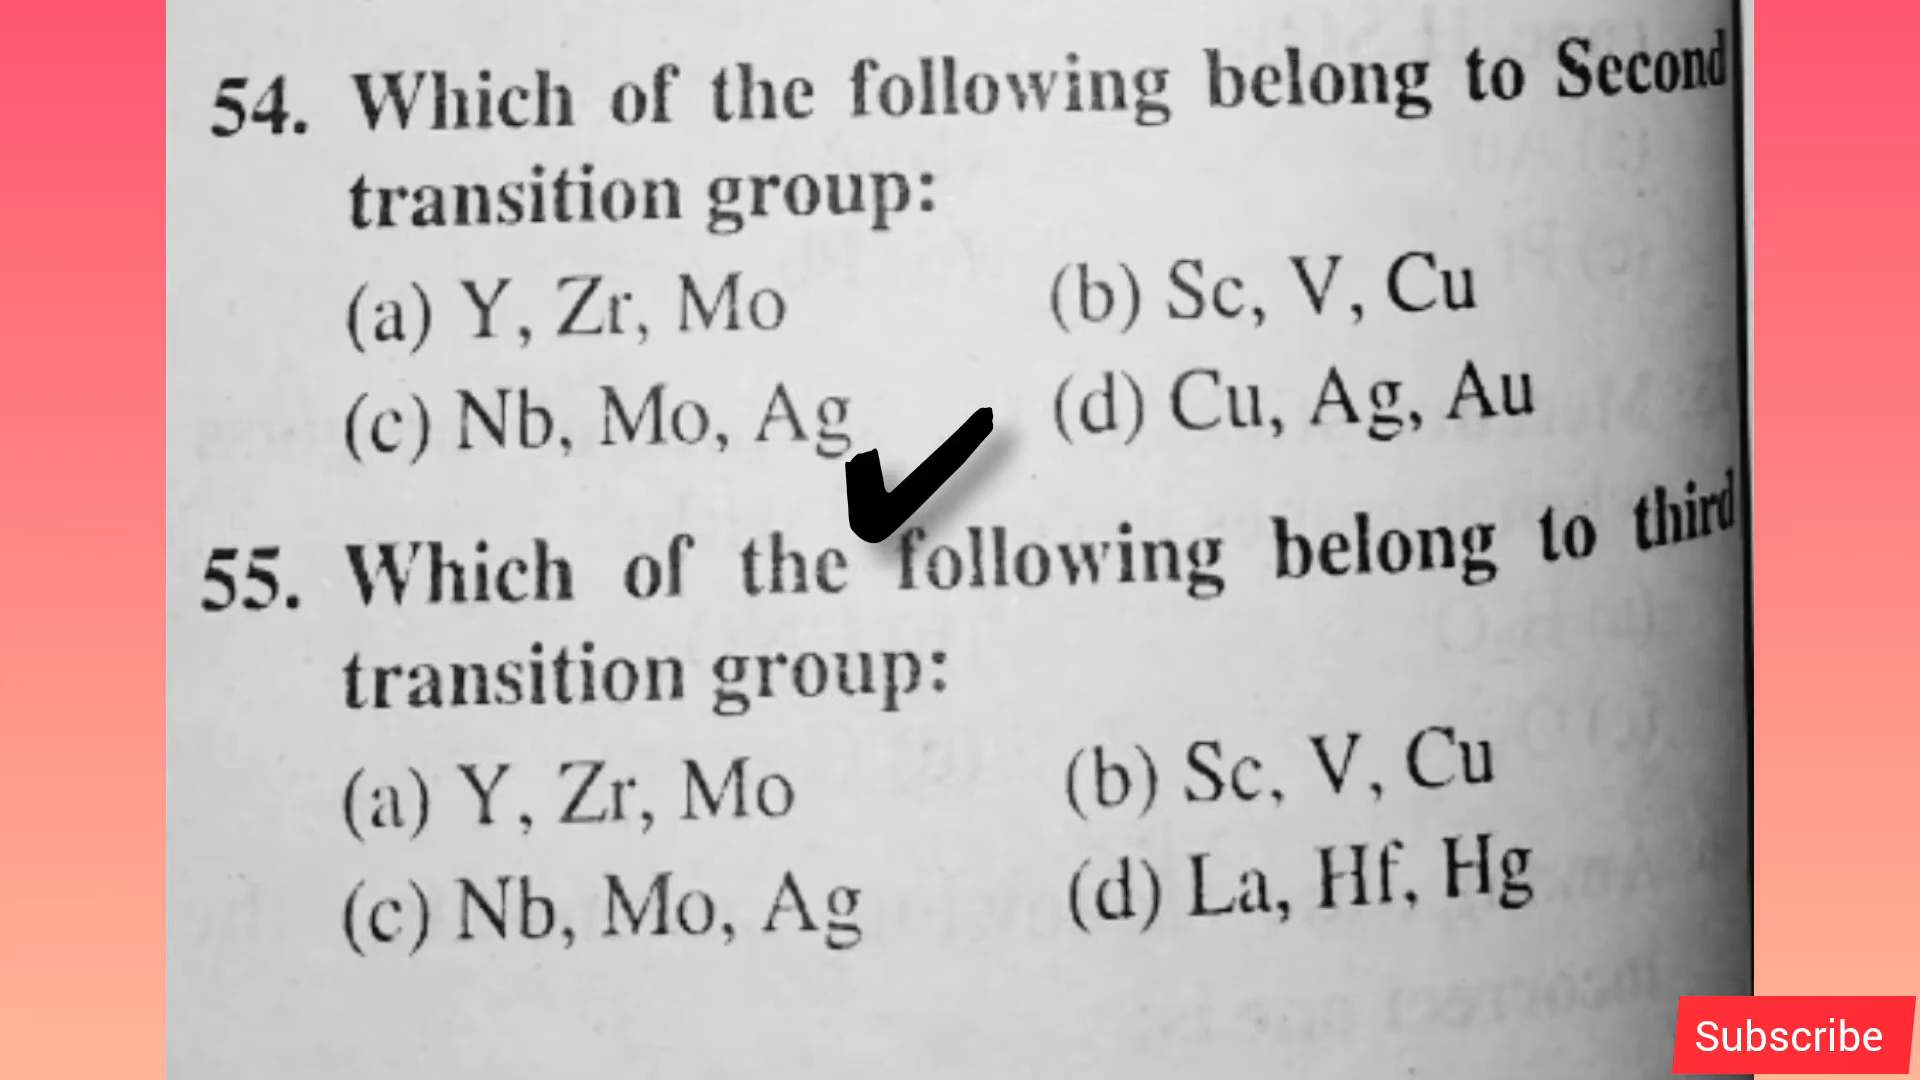 54. Which of the following belong to Second
transition group:
(a) Y, Zr, Mo (b) Sc, V, Cu
(c) Nb, Mo, Ag (d) Cu, Ag, Au
55. Which of the following belong to third
transition group:
(a) Y, Zr, Mo (b) Sc, V, Cu
(c) Nb, Mo, Ag (d) La, Hf, Hg
Subscribe